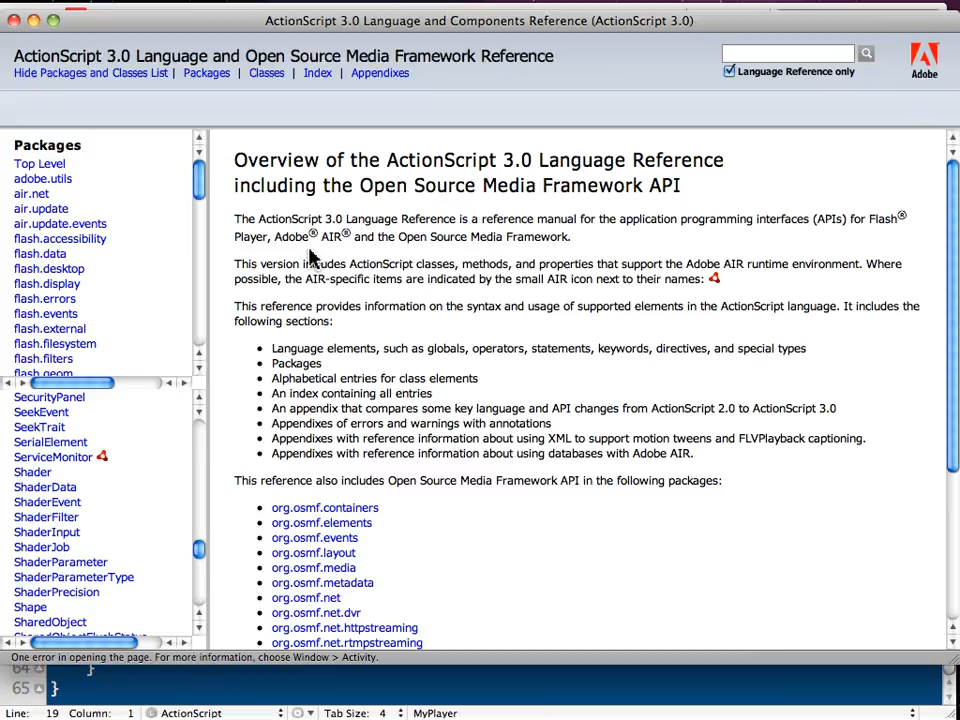 ActionScript 3.0 Language and Components Reference (ActionScript 3.0)
ActionScript 3.0 Language and Open Source Media Framework Reference
Hide Packages and Classes List | Packages | Classes | Index | Appendixes
Language Reference only
Adobe
Packages
Top Level
adobe.utils
air.net
air.update
air.update.events
flash.accessibility
flash.data
flash.desktop
flash.display
flash.errors
flash.events
flash.external
flash.filesystem
flash.filters
flash.geom
SecurityPanel
SeekEvent
SeekTrait
SerialElement
ServiceMonitor
Shader
ShaderData
ShaderEvent
ShaderFilter
ShaderInput
ShaderJob
ShaderParameter
ShaderParameterType
ShaderPrecision
Shape
SharedObject
SharedObjectFlushStatus
Overview of the ActionScript 3.0 Language Reference
including the Open Source Media Framework API
The ActionScript 3.0 Language Reference is a reference manual for the application programming interfaces (APIs) for Flash®
Player, Adobe® AIR® and the Open Source Media Framework.
This version includes ActionScript classes, methods, and properties that support the Adobe AIR runtime environment. Where
possible, the AIR-specific items are indicated by the small AIR icon next to their names:
This reference provides information on the syntax and usage of supported elements in the ActionScript language. It includes the
following sections:
• Language elements, such as globals, operators, statements, keywords, directives, and special types
• Packages
• Alphabetical entries for class elements
• An index containing all entries
• An appendix that compares some key language and API changes from ActionScript 2.0 to ActionScript 3.0
• Appendixes of errors and warnings with annotations
• Appendixes with reference information about using XML to support motion tweens and FLVPlayback captioning.
• Appendixes with reference information about using databases with Adobe AIR.
This reference also includes Open Source Media Framework API in the following packages:
• org.osmf.containers
• org.osmf.elements
• org.osmf.events
• org.osmf.layout
• org.osmf.media
• org.osmf.metadata
• org.osmf.net
• org.osmf.net.dvr
• org.osmf.net.httpstreaming
• org.osmf.net.rtmpstreaming
One error in opening the page. For more information, choose Window > Activity.
64 }
65 }
Line: 19 Column: 1 ActionScript Tab Size: 4 MyPlayer